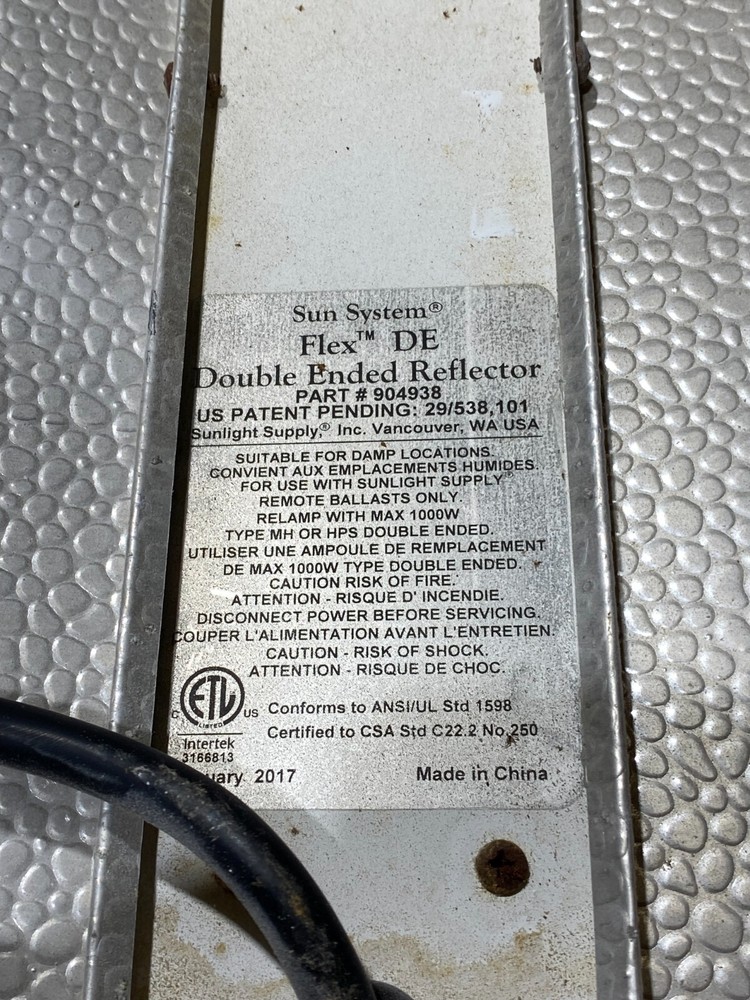 Sun System®
Flex™ DE
Double Ended Reflector
PART # 904938
US PATENT PENDING: 29/538,101
Sunlight Supply,® Inc. Vancouver, WA USA
SUITABLE FOR DAMP LOCATIONS.
CONVIENT AUX EMPLACEMENTS HUMIDES.
FOR USE WITH SUNLIGHT SUPPLY®
REMOTE BALLASTS ONLY.
RELAMP WITH MAX 1000W
TYPE MH OR HPS DOUBLE ENDED.
UTILISER UNE AMPOULE DE REMPLACEMENT
DE MAX 1000W TYPE DOUBLE ENDED.
CAUTION RISK OF FIRE.
ATTENTION - RISQUE D' INCENDIE.
DISCONNECT POWER BEFORE SERVICING.
COUPER L'ALIMENTATION AVANT L'ENTRETIEN.
CAUTION - RISK OF SHOCK.
ATTENTION - RISQUE DE CHOC.
C ETL LISTED US
Intertek
3166813
Conforms to ANSI/UL Std 1598
Certified to CSA Std C22.2 No.250
2017 Made in China